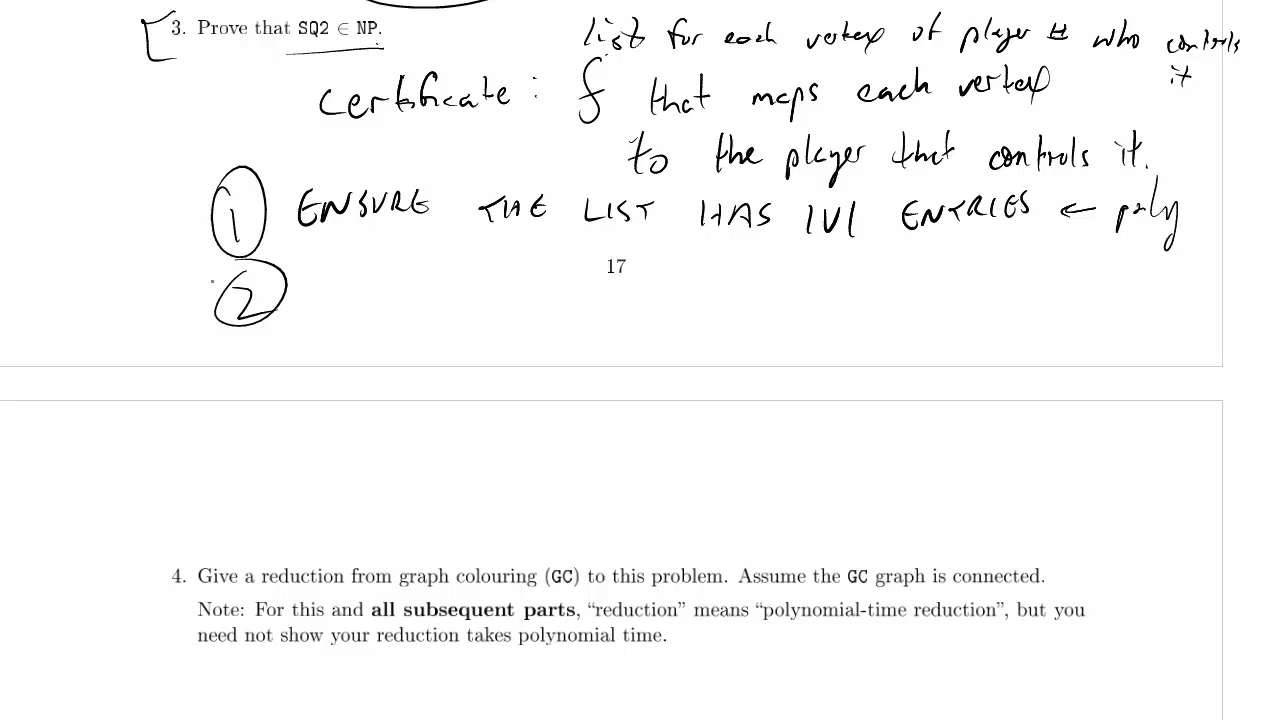 3. Prove that SQ2 ∈ NP.
list for each vertex of player # who controls it
certificate : f that maps each vertex
to the player that controls it.
1 ENSURE THE LIST HAS |V| ENTRIES ← poly
17
2
4. Give a reduction from graph colouring (GC) to this problem. Assume the GC graph is connected.
Note: For this and all subsequent parts, “reduction” means “polynomial-time reduction”, but you
need not show your reduction takes polynomial time.